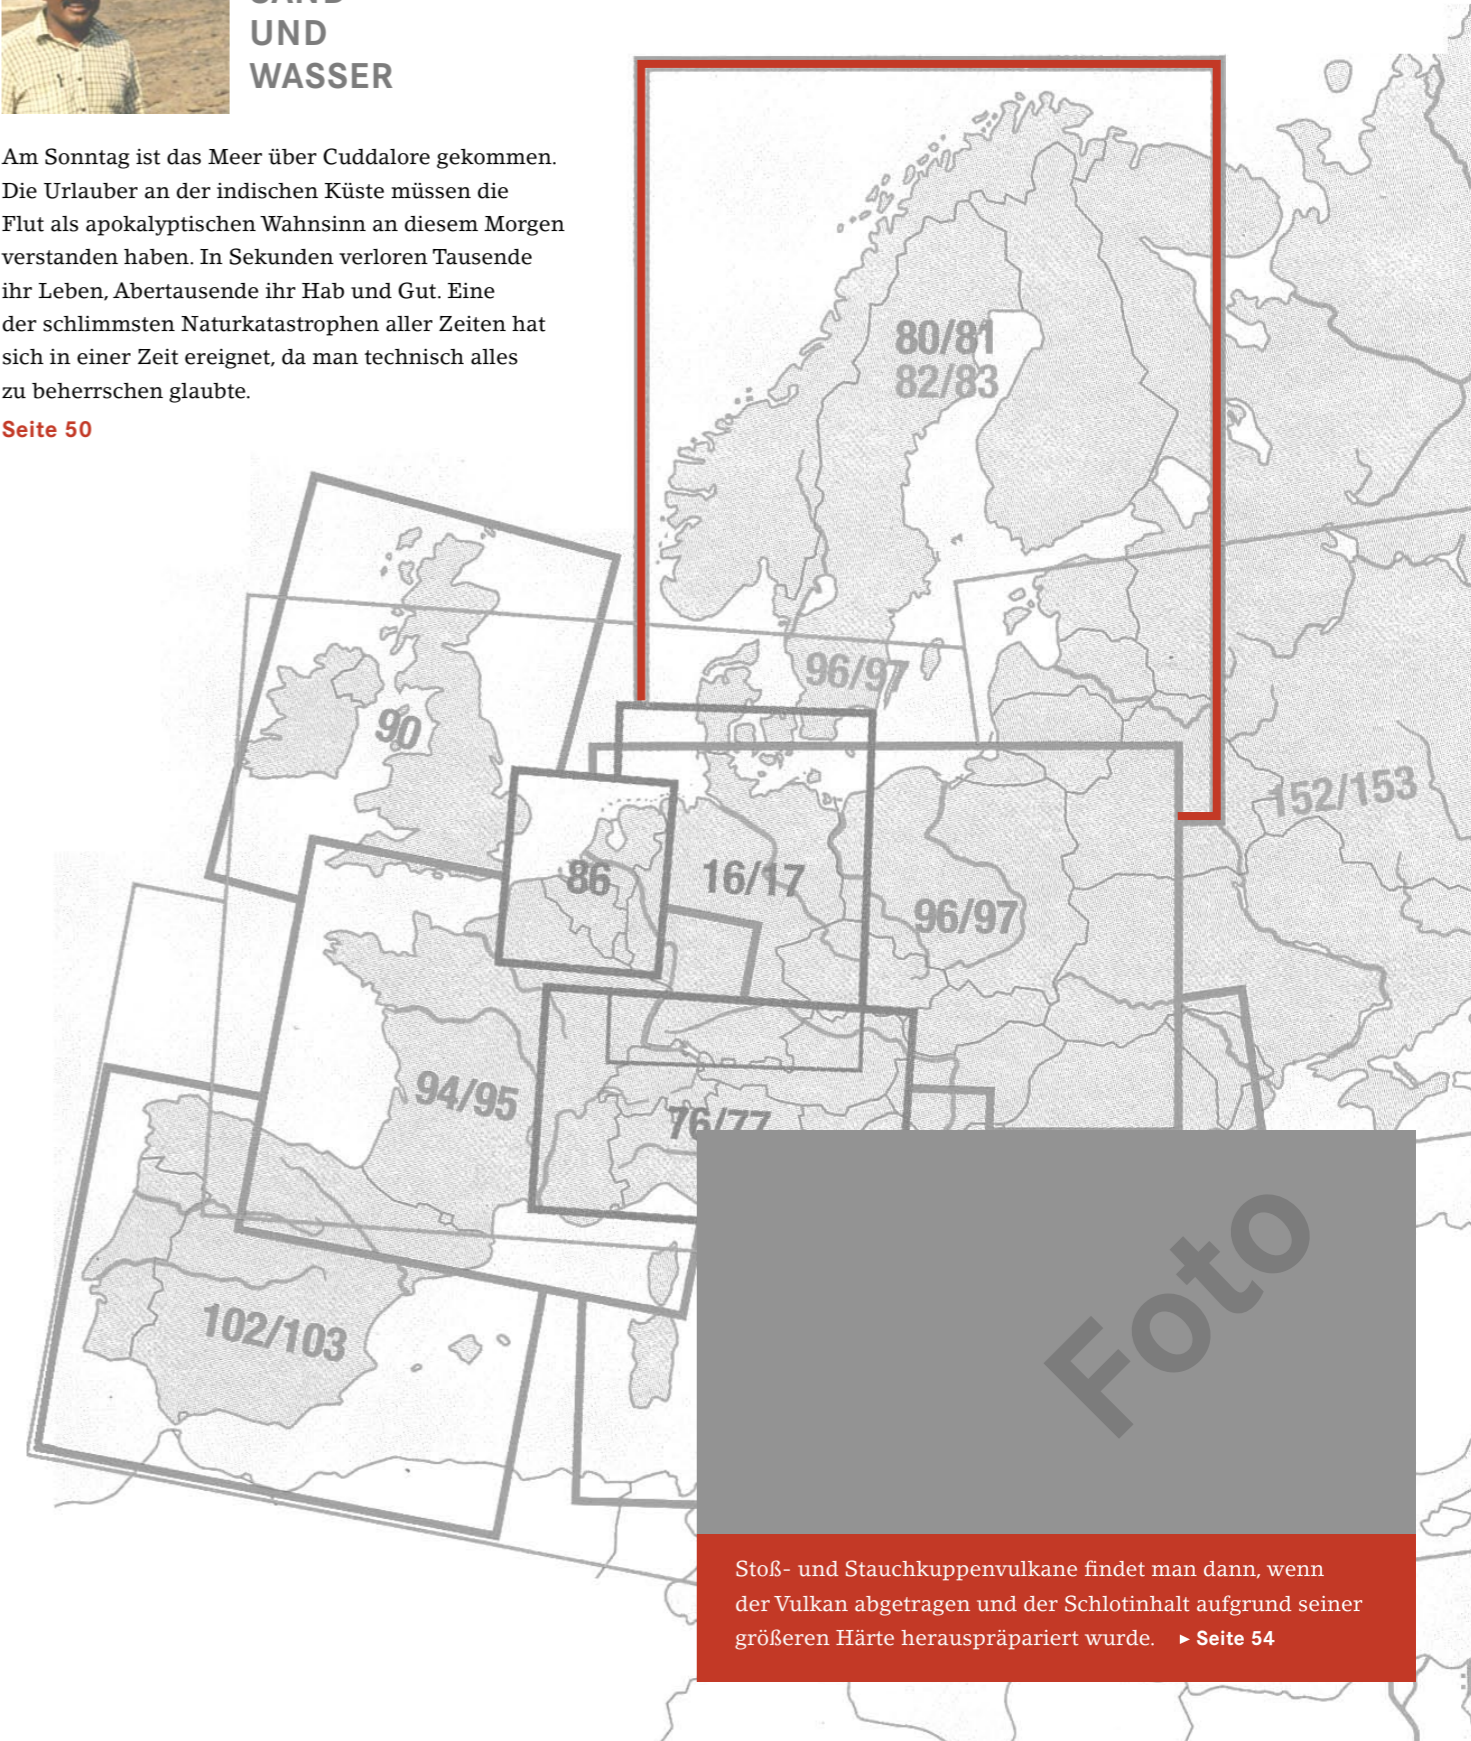 SAND
UND
WASSER
Am Sonntag ist das Meer über Cuddalore gekommen.
Die Urlauber an der indischen Küste müssen die
Flut als apokalyptischen Wahnsinn an diesem Morgen
verstanden haben. In Sekunden verloren Tausende
ihr Leben, Abertausende ihr Hab und Gut. Eine
der schlimmsten Naturkatastrophen aller Zeiten hat
sich in einer Zeit ereignet, da man technisch alles
zu beherrschen glaubte.
Seite 50
80/81
82/83
96/97
90
152/153
86
16/17
96/97
94/95
76/77
102/103
Foto
Stoß- und Stauchkuppenvulkane findet man dann, wenn
der Vulkan abgetragen und der Schlotinhalt aufgrund seiner
größeren Härte herauspräpariert wurde. ▸ Seite 54